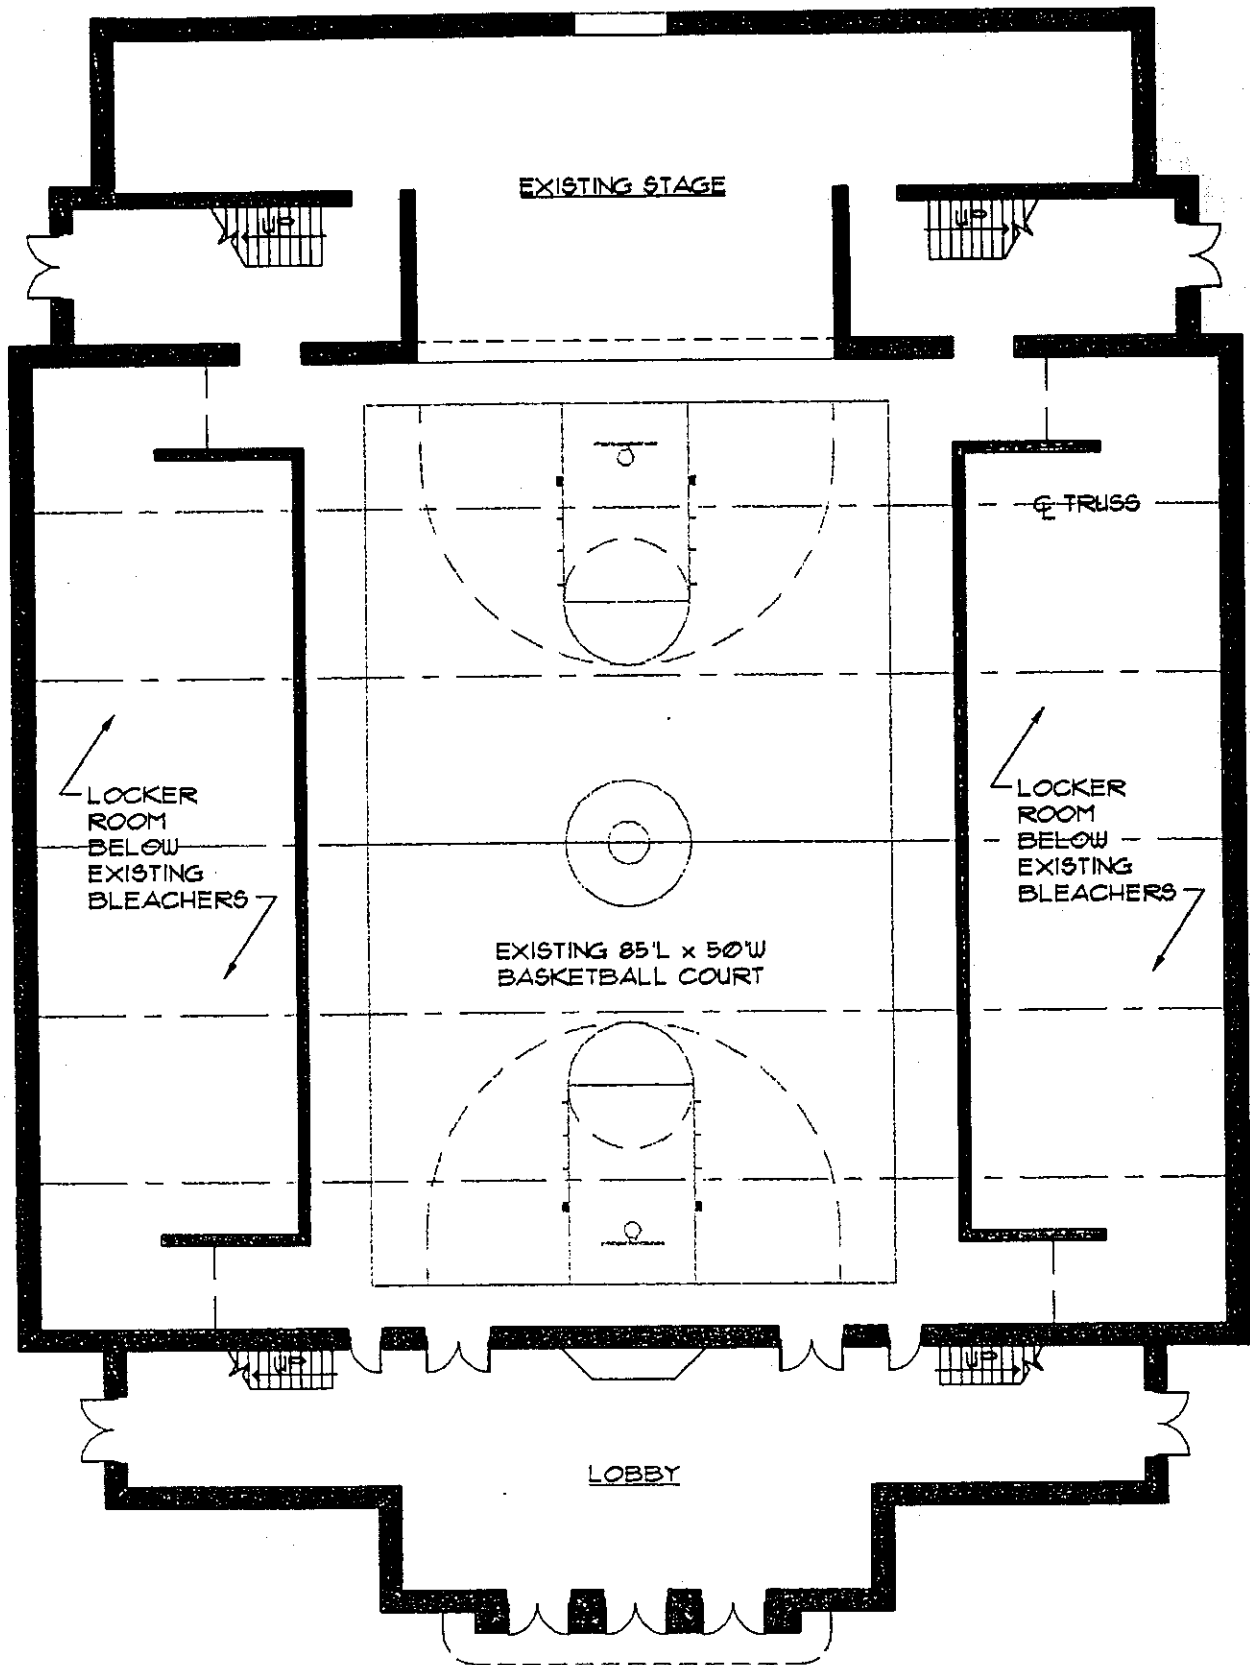 EXISTING STAGE
UP
UP
℄ TRUSS
LOCKER
ROOM
BELOW
EXISTING
BLEACHERS
LOCKER
ROOM
BELOW
EXISTING
BLEACHERS
EXISTING 85'L x 50'W
BASKETBALL COURT
UP
UP
LOBBY